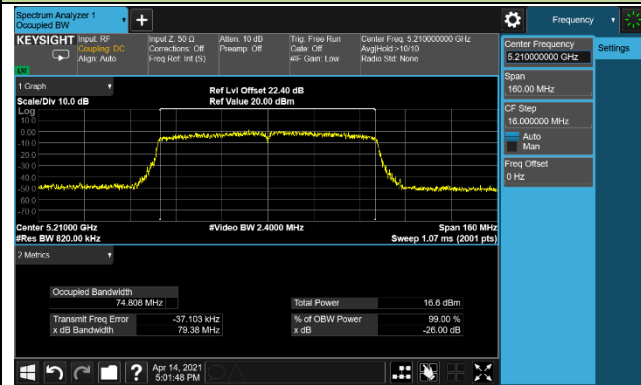 Spectrum Analyzer 1
Occupied BW
+
Frequency
KEYSIGHT Input: RF Input Z: 50 Ω Atten: 10 dB Trig: Free Run Center Freq: 5.210000000 GHz
Coupling: DC Corrections: Off Preamp: Off Gate: Off Avg|Hold:>10/10
Align: Auto Freq Ref: Int (S) #IF Gain: Low Radio Std: None
Center Frequency
5.210000000 GHz
Settings
Span
160.00 MHz
CF Step
16.000000 MHz
Auto
Man
Freq Offset
0 Hz
1 Graph
Ref Lvl Offset 22.40 dB
Scale/Div 10.0 dB Ref Value 20.00 dBm
Log
10.0
0.00
-10.0
-20.0
-30.0
-40.0
-50.0
-60.0
-70.0
Center 5.21000 GHz #Video BW 2.4000 MHz Span 160 MHz
#Res BW 820.00 kHz Sweep 1.07 ms (2001 pts)
2 Metrics
Occupied Bandwidth
74.808 MHz Total Power 16.6 dBm
Transmit Freq Error -37.103 kHz % of OBW Power 99.00 %
x dB Bandwidth 79.38 MHz x dB -26.00 dB
?
Apr 14, 2021
5:01:48 PM